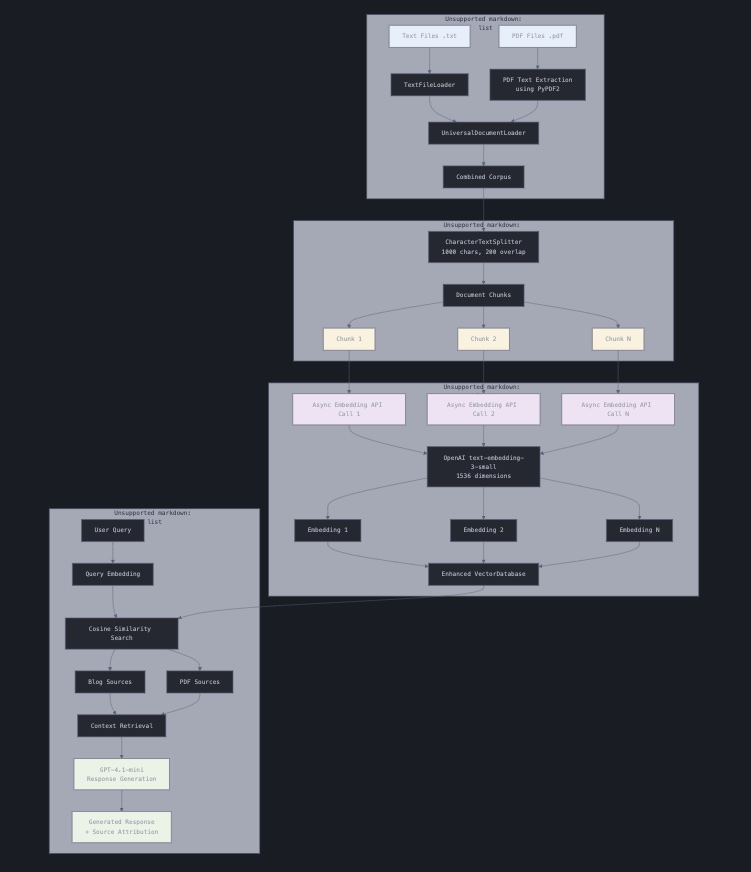 Unsupported markdown:
list
Text Files .txt
PDF Files .pdf
TextFileLoader
PDF Text Extraction
using PyPDF2
UniversalDocumentLoader
Combined Corpus
Unsupported markdown:
CharacterTextSplitter
1000 chars, 200 overlap
Document Chunks
Chunk 1
Chunk 2
Chunk N
Unsupported markdown:
Async Embedding API
Call 1
Async Embedding API
Call 2
Async Embedding API
Call N
OpenAI text-embedding-
3-small
1536 dimensions
Embedding 1
Embedding 2
Embedding N
Enhanced VectorDatabase
Unsupported markdown:
list
User Query
Query Embedding
Cosine Similarity
Search
Blog Sources
PDF Sources
Context Retrieval
GPT-4.1-mini
Response Generation
Generated Response
+ Source Attribution